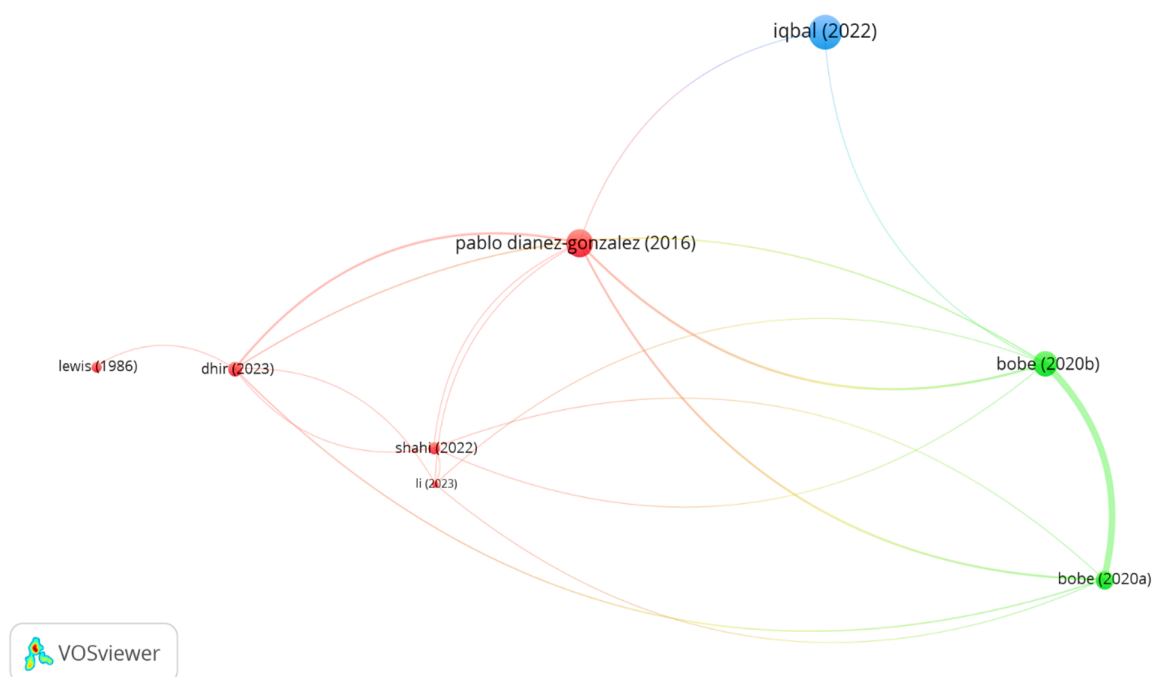 iqbal (2022)
pablo dianez-gonzalez (2016)
bobe (2020b)
lewis (1986)
dhir (2023)
shahi (2022)
li (2023)
bobe (2020a)
VOSviewer